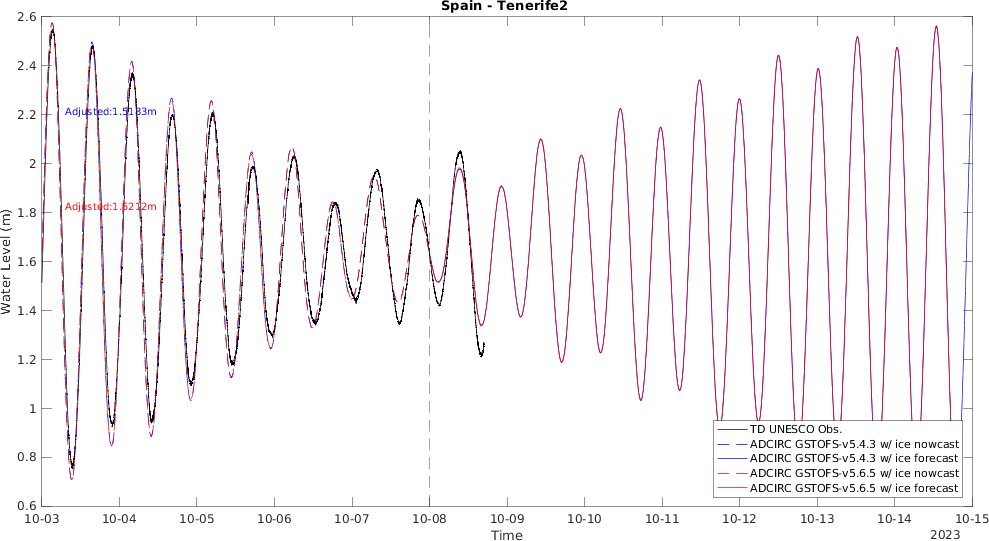 Spain - Tenerife2
2.6
2.4
2.2
2
1.8
1.6
1.4
1.2
1
0.8
0.6
Water Level (m)
Adjusted:1.5183m
Adjusted:1.5212m
TD UNESCO Obs.
ADCIRC GSTOFS-v5.4.3 w/ ice nowcast
ADCIRC GSTOFS-v5.4.3 w/ ice forecast
ADCIRC GSTOFS-v5.6.5 w/ ice nowcast
ADCIRC GSTOFS-v5.6.5 w/ ice forecast
10-03 10-04 10-05 10-06 10-07 10-08 10-09 10-10 10-11 10-12 10-13 10-14 10-15
Time
2023